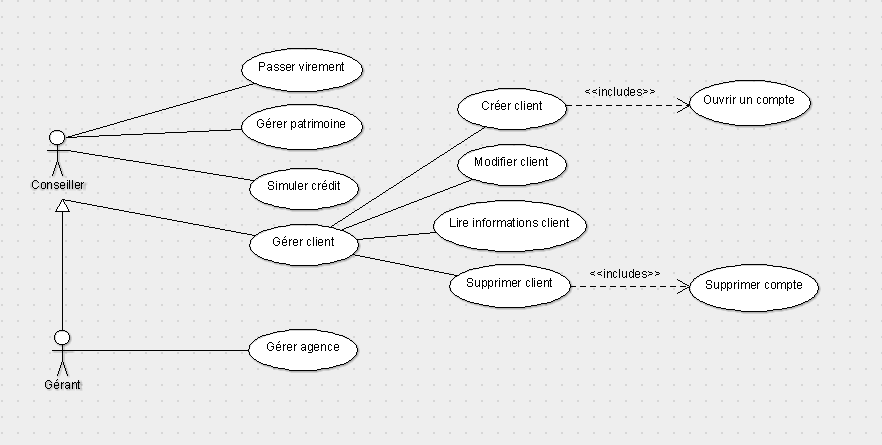 Passer virement
Gérer patrimoine
Simuler crédit
Conseiller
Gérer client
Créer client
<<includes>>
Ouvrir un compte
Modifier client
Lire informations client
Supprimer client
<<includes>>
Supprimer compte
Gérer agence
Gérant